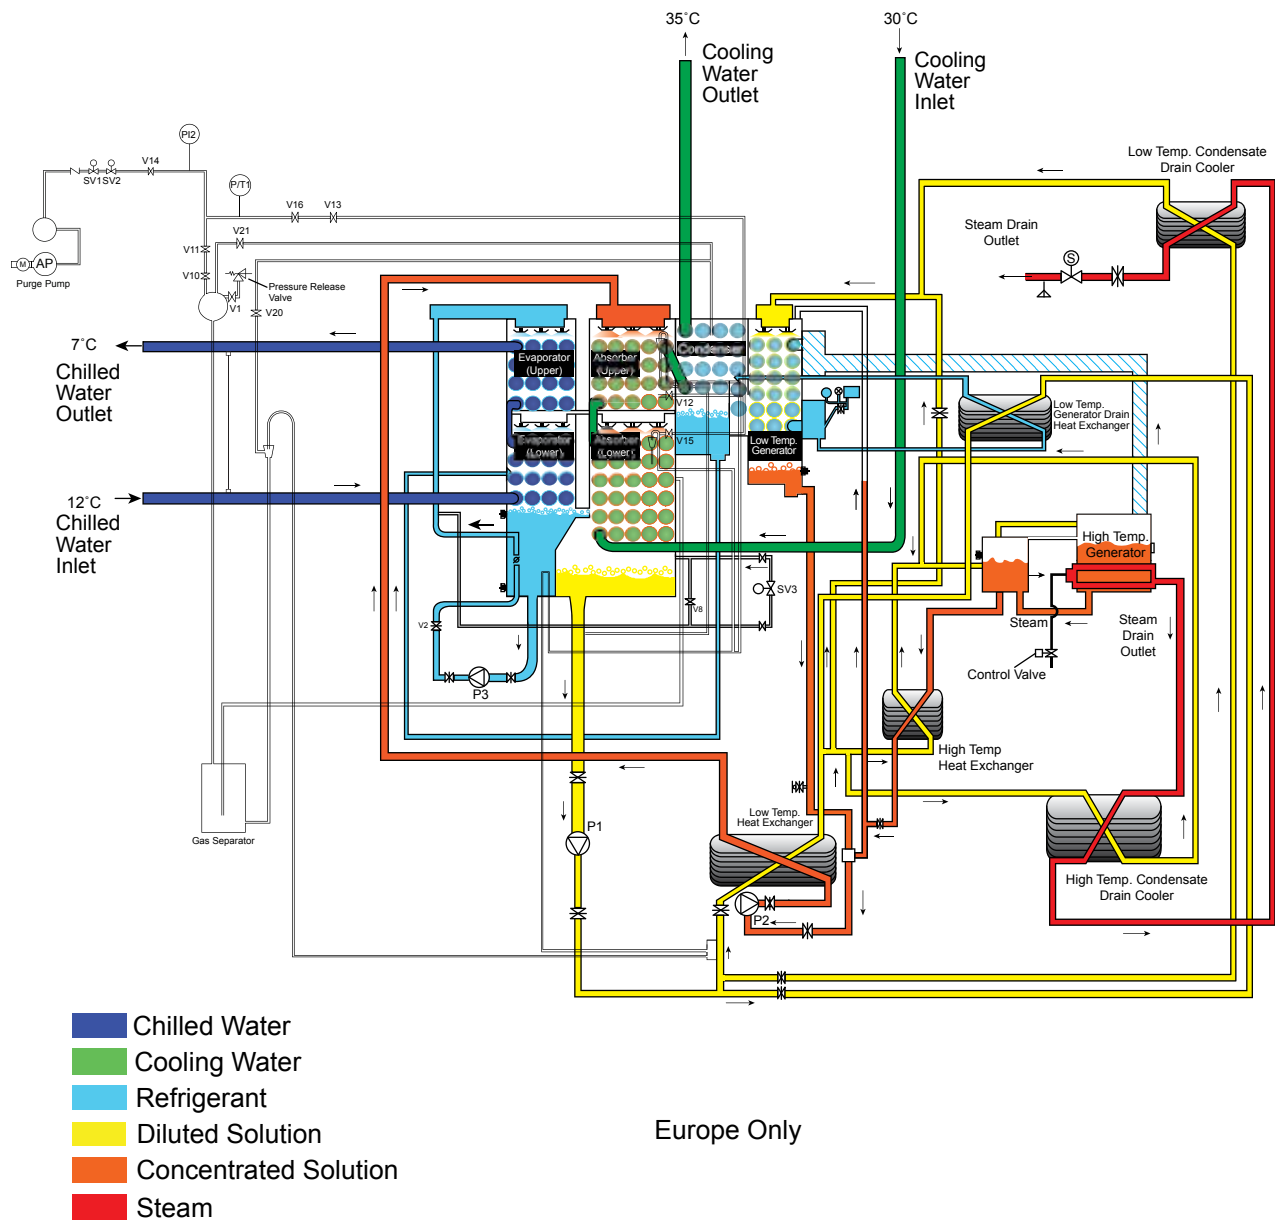 35˚C
30˚C
Cooling
Water
Outlet
Cooling
Water
Inlet
PI2
V14
SV1
SV2
P/T1
V16
V13
V11
V21
V10
M
AP
Purge Pump
Pressure Release
Valve
V1
V20
Low Temp. Condensate
Drain Cooler
Steam Drain
Outlet
S
7˚C
Chilled
Water
Outlet
Evaporator
(Upper)
Absorber
(Upper)
Condenser
V12
V15
Evaporator
(Lower)
Absorber
(Lower)
Low Temp.
Generator
Low Temp.
Generator Drain
Heat Exchanger
12˚C
Chilled
Water
Inlet
High Temp.
Generator
SV3
V8
V2
Steam
Steam
Drain
Outlet
Control Valve
P3
High Temp
Heat Exchanger
Low Temp.
Heat Exchanger
P1
Gas Separator
P2
High Temp. Condensate
Drain Cooler
Chilled Water
Cooling Water
Refrigerant
Diluted Solution
Concentrated Solution
Steam
Europe Only